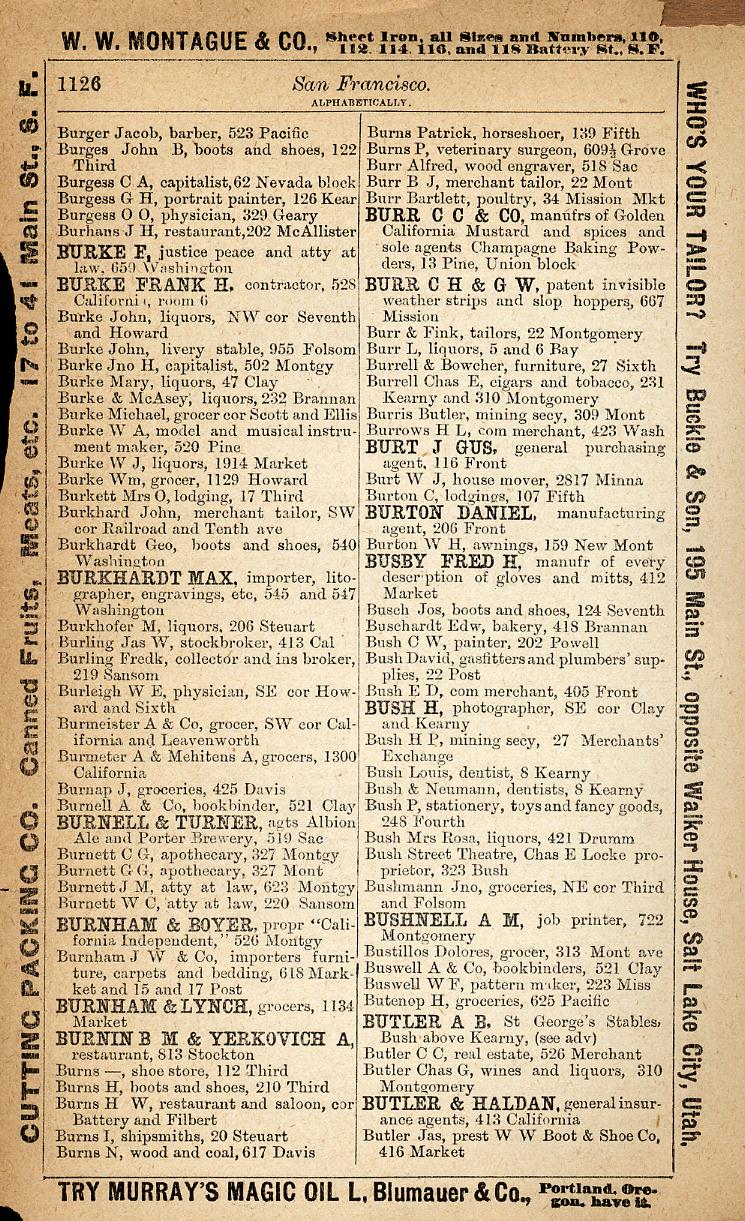 W. W. MONTAGUE & CO., Sheet Iron, all Sizes and Numbers, 110,
112, 114, 116, and 118 Battery St., S. F.
1126
San Francisco.
ALPHABETICALLY.
Burger Jacob, barber, 523 Pacific
Burges John B, boots and shoes, 122
Third
Burgess C A, capitalist, 62 Nevada block
Burgess G H, portrait painter, 126 Kear
Burgess O O, physician, 329 Geary
Burhans J H, restaurant, 202 McAllister
BURKE F, justice peace and atty at
law, 659 Washington
BURKE FRANK H, contractor, 528
California, room 6
Burke John, liquors, NW cor Seventh
and Howard
Burke John, livery stable, 955 Folsom
Burke Jno H, capitalist, 502 Montgy
Burke Mary, liquors, 47 Clay
Burke & McAsey, liquors, 232 Brannan
Burke Michael, grocer cor Scott and Ellis
Burke W A, model and musical instru-
ment maker, 520 Pine
Burke W J, liquors, 1914 Market
Burke Wm, grocer, 1129 Howard
Burkett Mrs O, lodging, 17 Third
Burkhard John, merchant tailor, SW
cor Railroad and Tenth ave
Burkhardt Geo, boots and shoes, 540
Washington
BURKHARDT MAX, importer, lito-
grapher, engravings, etc, 545 and 547
Washington
Burkhofer M, liquors, 206 Steuart
Burling Jas W, stockbroker, 413 Cal
Burling Fredk, collector and ins broker,
219 Sansom
Burleigh W E, physician, SE cor How-
ard and Sixth
Burmeister A & Co, grocer, SW cor Cal-
ifornia and Leavenworth
Burmeter A & Mehitens A, grocers, 1300
California
Burnap J, groceries, 425 Davis
Burnell A & Co, bookbinder, 521 Clay
BURNELL & TURNER, agts Albion
Ale and Porter Brewery, 519 Sac
Burnett C G, apothecary, 327 Montgy
Burnett G G, apothecary, 327 Mont
Burnett J M, atty at law, 623 Montgy
Burnett W C, atty at law, 220 Sansom
BURNHAM & BOYER, propr "Cali-
fornia Independent," 526 Montgy
Burnham J W & Co, importers furni-
ture, carpets and bedding, 618 Mark-
ket and 15 and 17 Post
BURNHAM & LYNCH, grocers, 1134
Market
BURNIN B M & YERKOVICH A,
restaurant, 813 Stockton
Burns —, shoe store, 112 Third
Burns H, boots and shoes, 210 Third
Burns H W, restaurant and saloon, cor
Battery and Filbert
Burns I, shipsmiths, 20 Steuart
Burns N, wood and coal, 617 Davis
Burns Patrick, horseshoer, 139 Fifth
Burns P, veterinary surgeon, 609½ Grove
Burr Alfred, wood engraver, 518 Sac
Burr B J, merchant tailor, 22 Mont
Burr Bartlett, poultry, 34 Mission Mkt
BURR C C & CO, manufrs of Golden
California Mustard and spices and
sole agents Champagne Baking Pow-
ders, 13 Pine, Union block
BURR C H & G W, patent invisible
weather strips and slop hoppers, 667
Mission
Burr & Fink, tailors, 22 Montgomery
Burr L, liquors, 5 and 6 Bay
Burrell & Bowcher, furniture, 27 Sixth
Burrell Chas E, cigars and tobacco, 231
Kearny and 310 Montgomery
Burris Butler, mining secy, 309 Mont
Burrows H L, com merchant, 423 Wash
BURT J GUS, general purchasing
agent, 116 Front
Burt W J, house mover, 2817 Minna
Burton C, lodgings, 107 Fifth
BURTON DANIEL, manufacturing
agent, 206 Front
Burton W H, awnings, 159 New Mont
BUSBY FRED H, manufr of every
description of gloves and mitts, 412
Market
Busch Jos, boots and shoes, 124 Seventh
Buschardt Edw, bakery, 418 Brannan
Bush C W, painter, 202 Powell
Bush David, gasfitters and plumbers' sup-
plies, 22 Post
Bush E D, com merchant, 405 Front
BUSH H, photographer, SE cor Clay
and Kearny
Bush H P, mining secy, 27 Merchants'
Exchange
Bush Louis, dentist, 8 Kearny
Bush & Neumann, dentists, 8 Kearny
Bush P, stationery, toys and fancy goods,
248 Fourth
Bush Mrs Rosa, liquors, 421 Drumm
Bush Street Theatre, Chas E Locke pro-
prietor, 323 Bush
Bushmann Jno, groceries, NE cor Third
and Folsom
BUSHNELL A M, job printer, 722
Montgomery
Bustillos Dolores, grocer, 313 Mont ave
Buswell A & Co, bookbinders, 521 Clay
Buswell W F, pattern maker, 223 Miss
Butenop H, groceries, 625 Pacific
BUTLER A B, St George's Stables,
Bush above Kearny, (see adv)
Butler C C, real estate, 526 Merchant
Butler Chas G, wines and liquors, 310
Montgomery
BUTLER & HALDAN, general insur-
ance agents, 413 California
Butler Jas, prest W W Boot & Shoe Co,
416 Market
CUTTING PACKING CO. Canned Fruits, Meats, etc. 17 to 41 Main St., S. F.
WHO'S YOUR TAILOR? Try Buckle & Son, 195 Main St., opposite Walker House, Salt Lake City, Utah.
TRY MURRAY'S MAGIC OIL L, Blumauer & Co., Portland, Ore-
gon, have it.